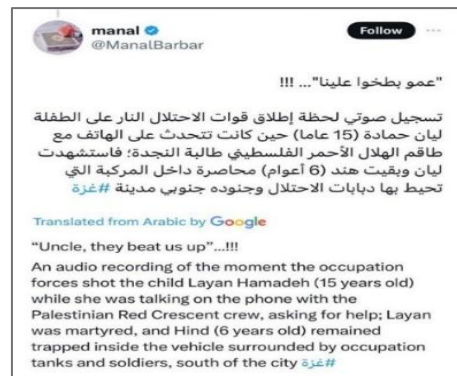 manal
@ManalBarbar
Follow
"عمو بطخوا علينا"... !!!
تسجيل صوتي لحظة إطلاق قوات الاحتلال النار على الطفلة
ليان حمادة (15 عاما) حين كانت تتحدث على الهاتف مع
طاقم الهلال الأحمر الفلسطيني طالبة النجدة؛ فاستشهدت
ليان وبقيت هند (6 أعوام) محاصرة داخل المركبة التي
تحيط بها دبابات الاحتلال وجنوده جنوبي مدينة #غزة
Translated from Arabic by Google
“Uncle, they beat us up”...!!!
An audio recording of the moment the occupation
forces shot the child Layan Hamadeh (15 years old)
while she was talking on the phone with the
Palestinian Red Crescent crew, asking for help; Layan
was martyred, and Hind (6 years old) remained
trapped inside the vehicle surrounded by occupation
tanks and soldiers, south of the city #غزة